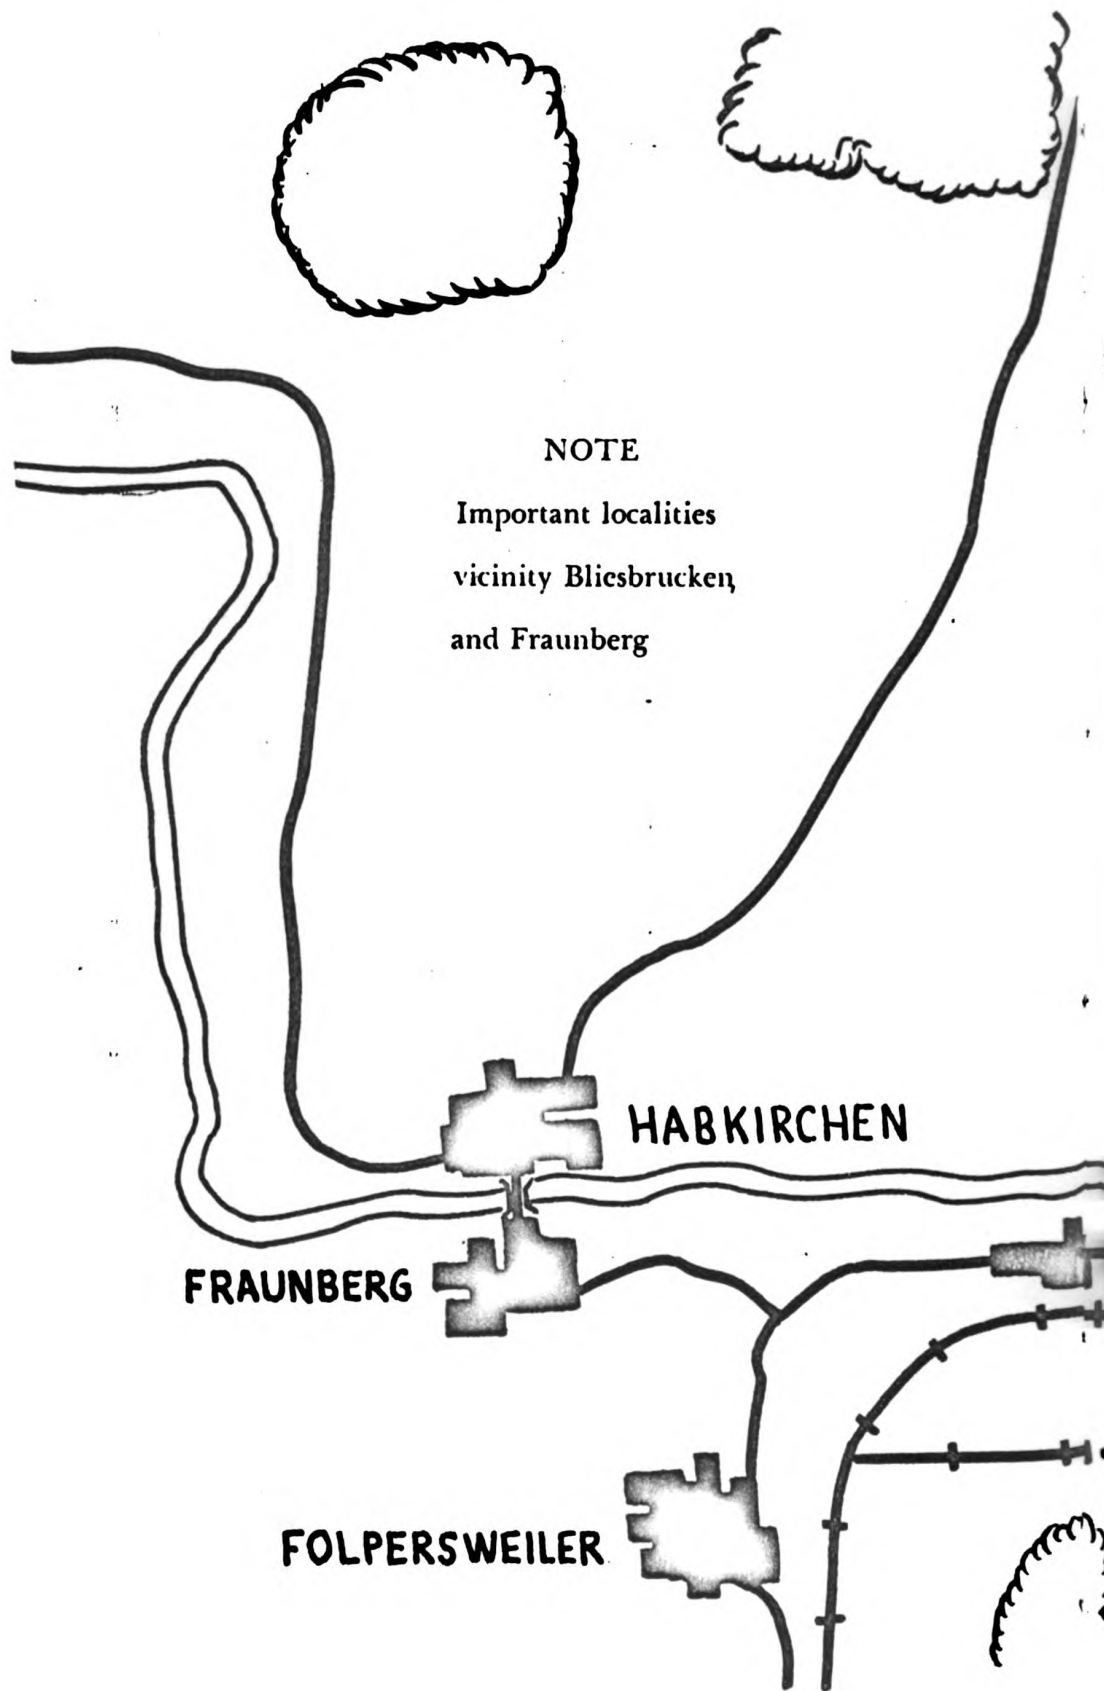 NOTE
Important localities
vicinity Bliesbrucken,
and Fraunberg
HABKIRCHEN
FRAUNBERG
FOLPERSWEILER